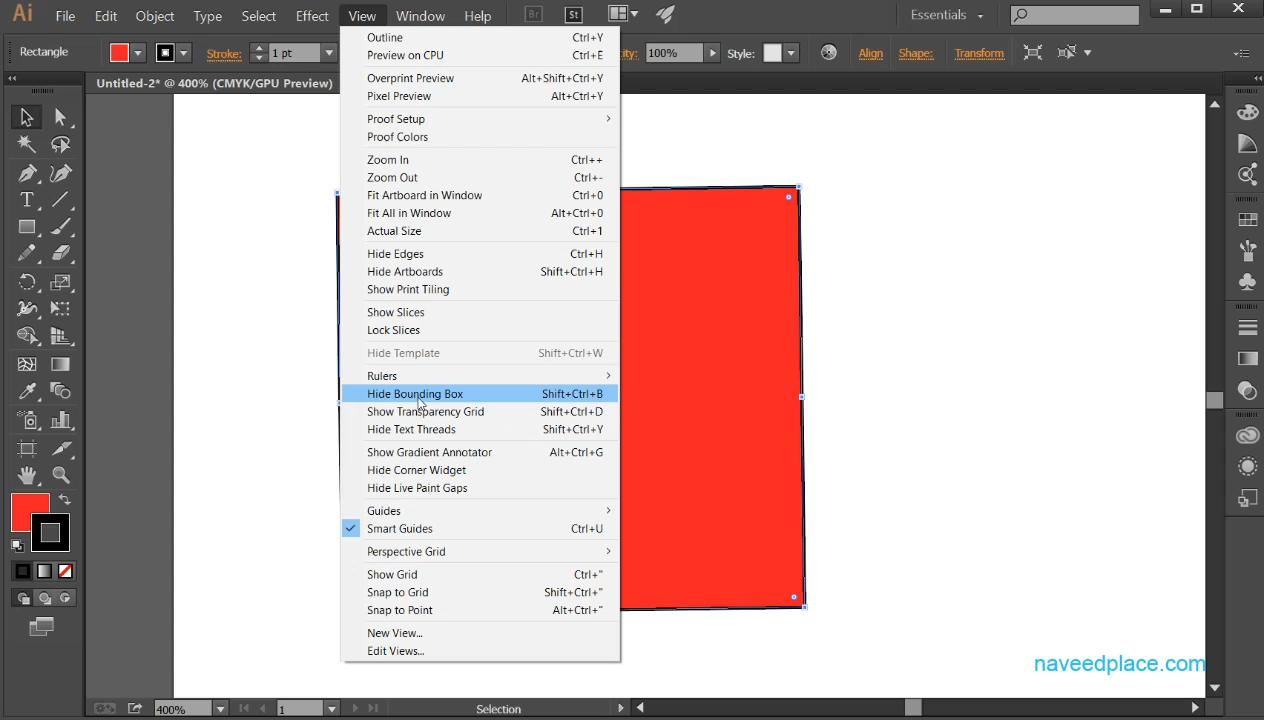 Ai File Edit Object Type Select Effect View Window Help Br St Essentials
Rectangle Stroke: 1 pt 100% Style: Align Shape: Transform
Untitled-2* @ 400% (CMYK/GPU Preview)
Outline Ctrl+Y
Preview on CPU Ctrl+E
Overprint Preview Alt+Shift+Ctrl+Y
Pixel Preview Alt+Ctrl+Y
Proof Setup
Proof Colors
Zoom In Ctrl++
Zoom Out Ctrl+-
Fit Artboard in Window Ctrl+0
Fit All in Window Alt+Ctrl+0
Actual Size Ctrl+1
Hide Edges Ctrl+H
Hide Artboards Shift+Ctrl+H
Show Print Tiling
Show Slices
Lock Slices
Hide Template Shift+Ctrl+W
Rulers
Hide Bounding Box Shift+Ctrl+B
Show Transparency Grid Shift+Ctrl+D
Hide Text Threads Shift+Ctrl+Y
Show Gradient Annotator Alt+Ctrl+G
Hide Corner Widget
Hide Live Paint Gaps
Guides
Smart Guides Ctrl+U
Perspective Grid
Show Grid Ctrl+"
Snap to Grid Shift+Ctrl+"
Snap to Point Alt+Ctrl+"
New View...
Edit Views...
naveedplace.com
400% 1 Selection